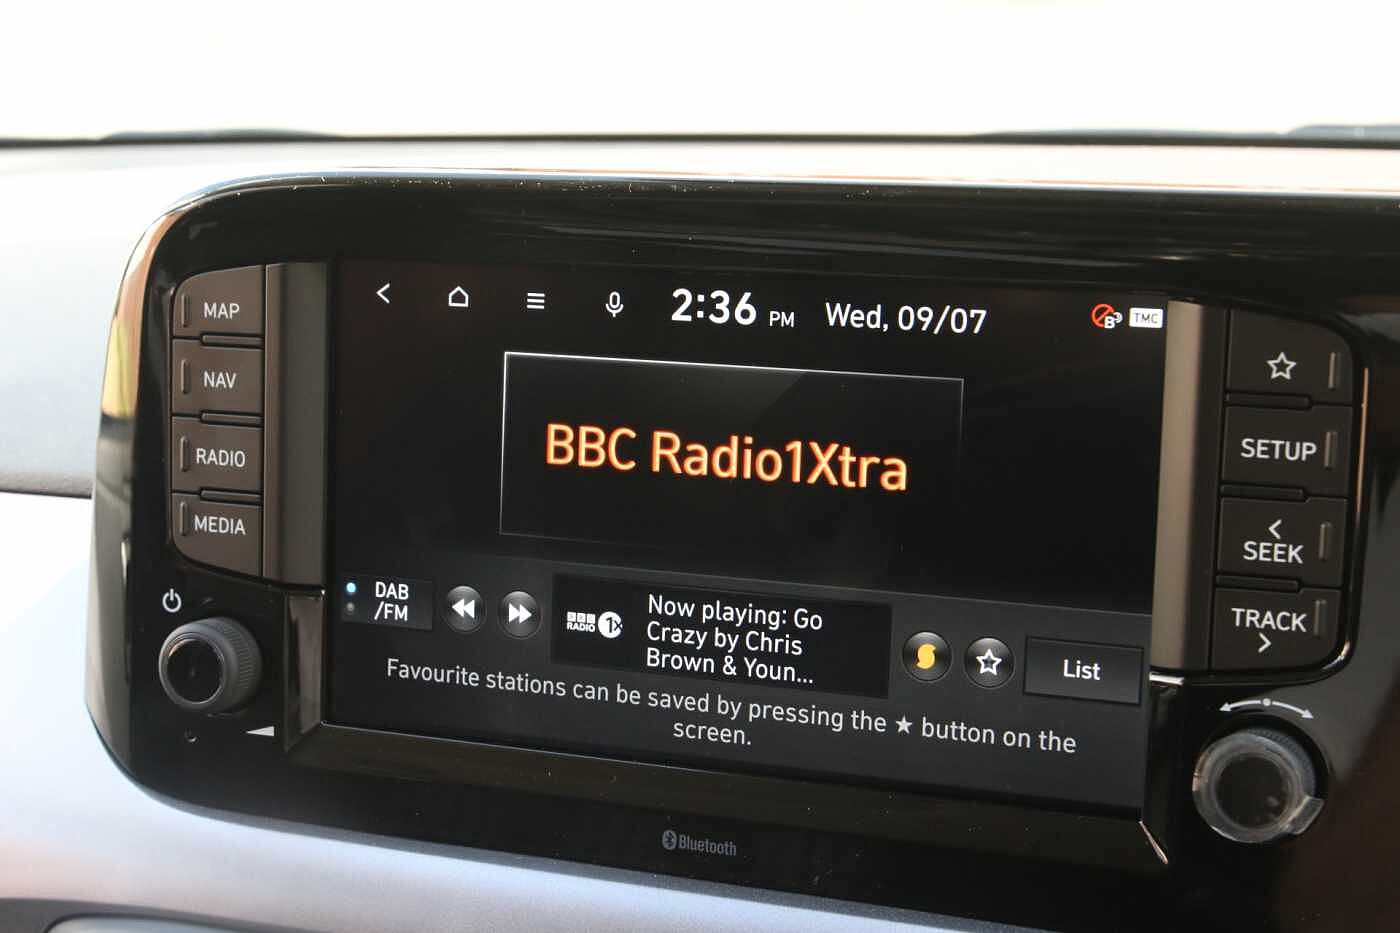 2:36 PM Wed, 09/07
TMC
MAP
NAV
RADIO
MEDIA
BBC Radio1Xtra
SETUP
SEEK
TRACK
DAB
/FM
BBC
RADIO 1X
Now playing: Go
Crazy by Chris
Brown & Youn...
List
Favourite stations can be saved by pressing the ★ button on the
screen.
Bluetooth